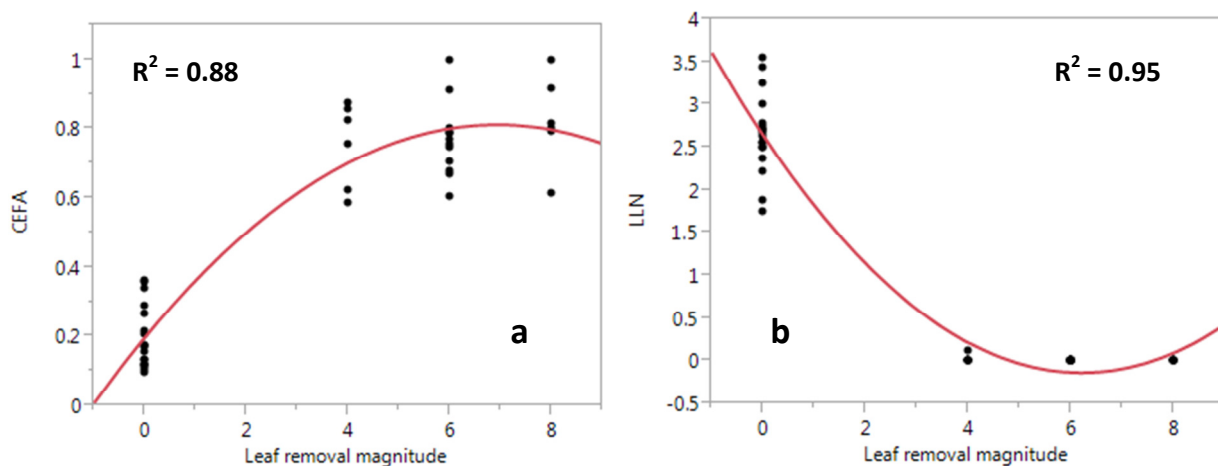 R² = 0.88
CEFA
1
0.8
0.6
0.4
0.2
0
a
0 2 4 6 8
Leaf removal magnitude
R² = 0.95
LLN
4
3.5
3
2.5
2
1.5
1
0.5
0
-0.5
b
0 2 4 6 8
Leaf removal magnitude